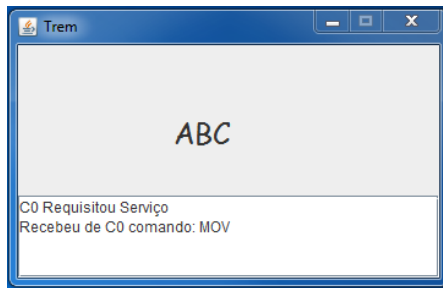 Trem
ABC
C0 Requisitou Serviço
Recebeu de C0 comando: MOV